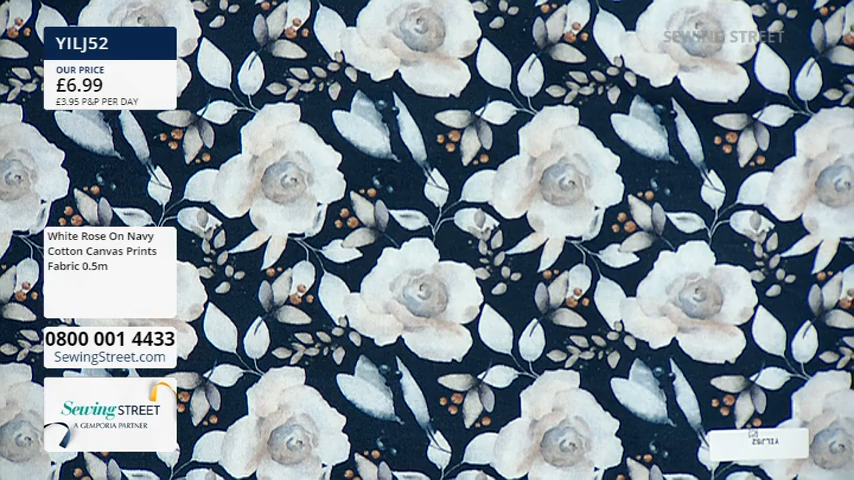 YILJ52
OUR PRICE
£6.99
£3.95 P&P PER DAY
SEWING STREET
White Rose On Navy
Cotton Canvas Prints
Fabric 0.5m
0800 001 4433
SewingStreet.com
Sewing STREET
A GEMPORIA PARTNER
YILJ52